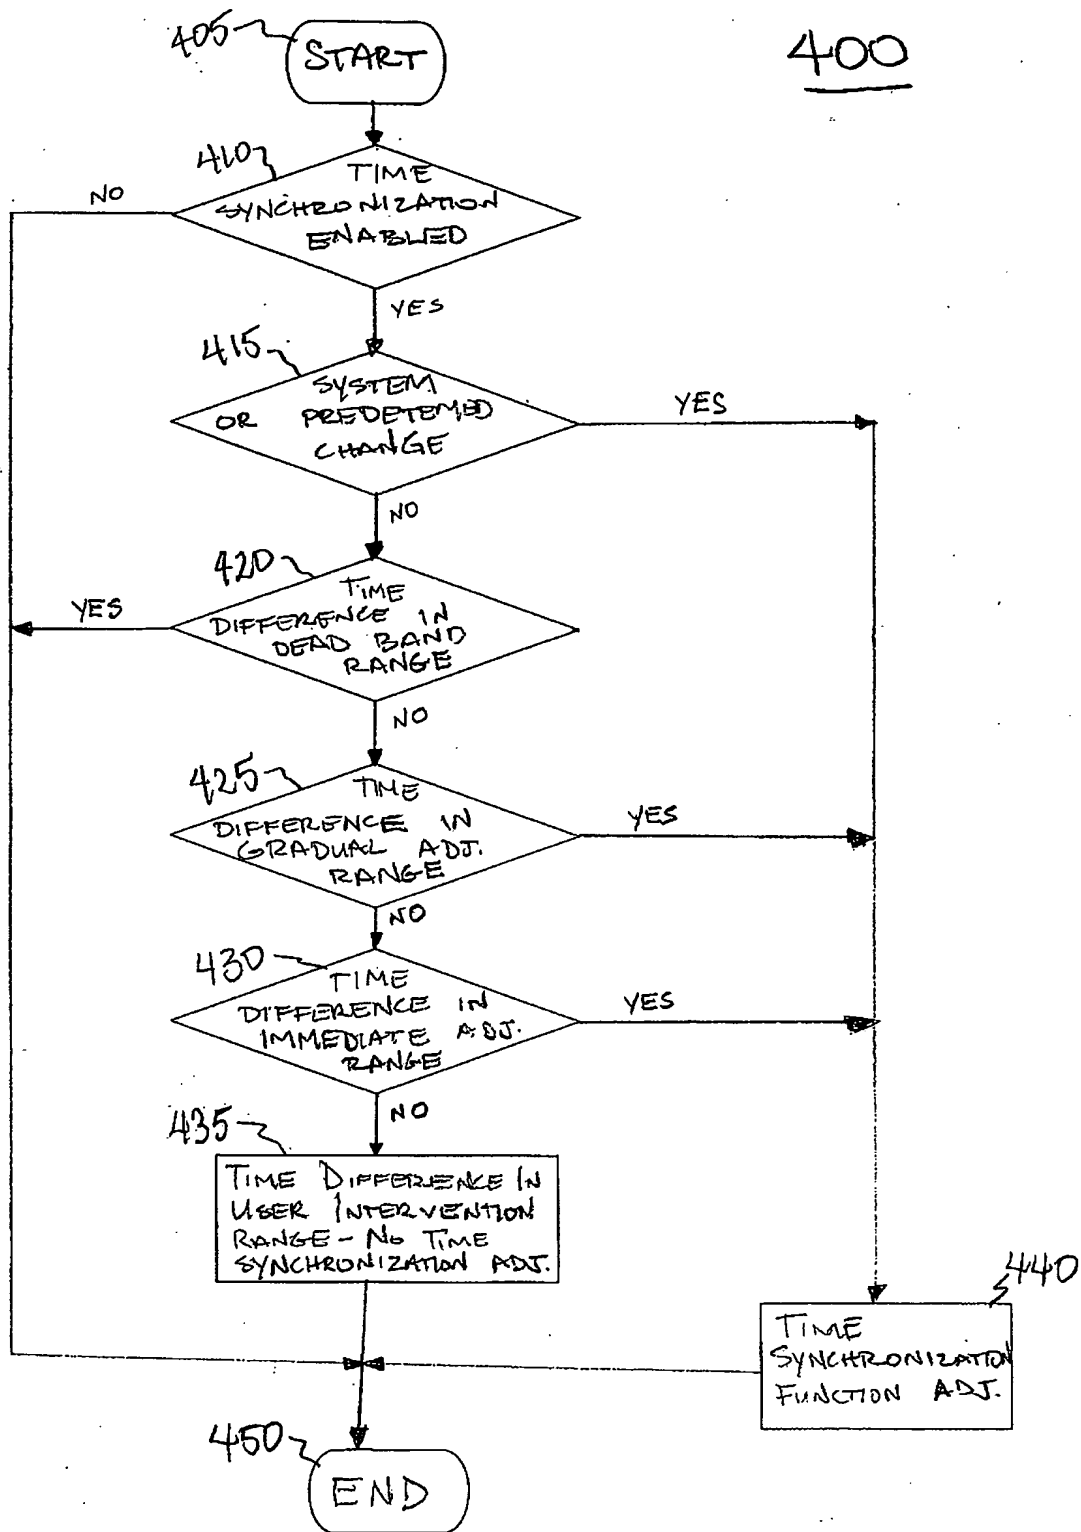 400
405
START
410
TIME
SYNCHRONIZATION
ENABLED
NO
YES
415
SYSTEM
OR PREDETEMED
CHANGE
YES
NO
420
TIME
DIFFERENCE IN
DEAD BAND
RANGE
YES
NO
425
TIME
DIFFERENCE IN
GRADUAL ADJ.
RANGE
YES
NO
430
TIME
DIFFERENCE IN
IMMEDIATE ADJ.
RANGE
YES
NO
435
TIME DIFFERENCE IN
USER INTERVENTION
RANGE - NO TIME
SYNCHRONIZATION ADJ.
440
TIME
SYNCHRONIZATION
FUNCTION ADJ.
450
END